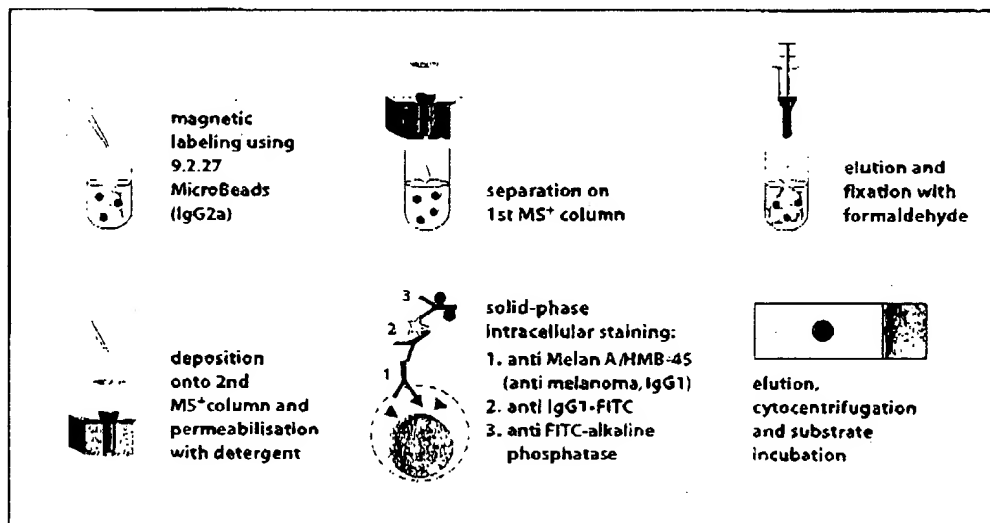 magnetic
labeling using
9.2.27
MicroBeads
(IgG2a)
separation on
1st MS⁺ column
elution and
fixation with
formaldehyde
deposition
onto 2nd
MS⁺ column and
permeabilisation
with detergent
3
2
1
solid-phase
intracellular staining:
1. anti Melan A/HMB-45
(anti melanoma, IgG1)
2. anti IgG1-FITC
3. anti FITC-alkaline
phosphatase
elution,
cytocentrifugation
and substrate
incubation